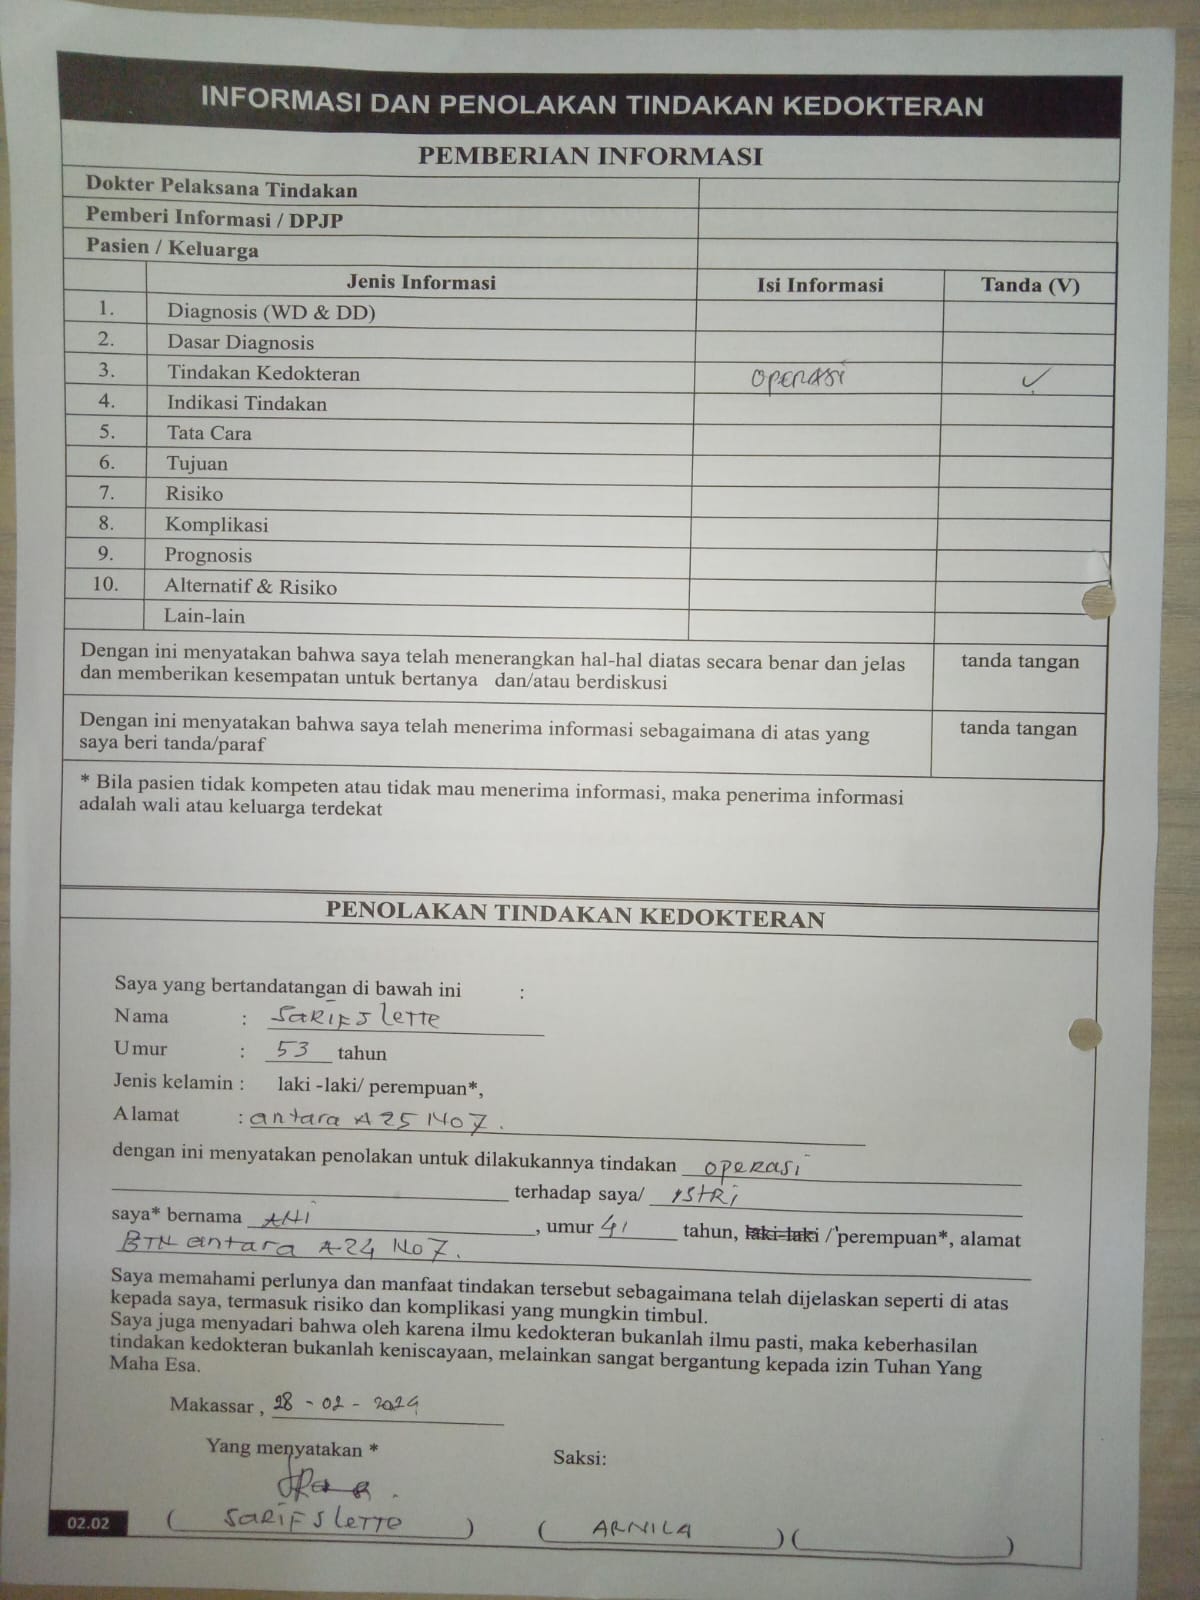 INFORMASI DAN PENOLAKAN TINDAKAN KEDOKTERAN
PEMBERIAN INFORMASI
Dokter Pelaksana Tindakan
Pemberi Informasi / DPJP
Pasien / Keluarga
Jenis Informasi Isi Informasi Tanda (V)
1. Diagnosis (WD & DD)
2. Dasar Diagnosis
3. Tindakan Kedokteran OPERASI ✓
4. Indikasi Tindakan
5. Tata Cara
6. Tujuan
7. Risiko
8. Komplikasi
9. Prognosis
10. Alternatif & Risiko
Lain-lain
Dengan ini menyatakan bahwa saya telah menerangkan hal-hal diatas secara benar dan jelas tanda tangan
dan memberikan kesempatan untuk bertanya dan/atau berdiskusi
Dengan ini menyatakan bahwa saya telah menerima informasi sebagaimana di atas yang tanda tangan
saya beri tanda/paraf
* Bila pasien tidak kompeten atau tidak mau menerima informasi, maka penerima informasi
adalah wali atau keluarga terdekat
PENOLAKAN TINDAKAN KEDOKTERAN
Saya yang bertandatangan di bawah ini :
Nama : SARIF S LETTE
Umur : 53 tahun
Jenis kelamin : laki -laki/ perempuan*,
Alamat : antara A 25 NO 7.
dengan ini menyatakan penolakan untuk dilakukannya tindakan OPERASI
terhadap saya/ ISTRI
saya* bernama ANI , umur 41 tahun, laki-laki / perempuan*, alamat
BTN antara A24 NO 7.
Saya memahami perlunya dan manfaat tindakan tersebut sebagaimana telah dijelaskan seperti di atas
kepada saya, termasuk risiko dan komplikasi yang mungkin timbul.
Saya juga menyadari bahwa oleh karena ilmu kedokteran bukanlah ilmu pasti, maka keberhasilan
tindakan kedokteran bukanlah keniscayaan, melainkan sangat bergantung kepada izin Tuhan Yang
Maha Esa.
Makassar , 28 - 02 - 2024
Yang menyatakan * Saksi:
( SARIF S LETTE ) ( ARNILA ) ( )
02.02